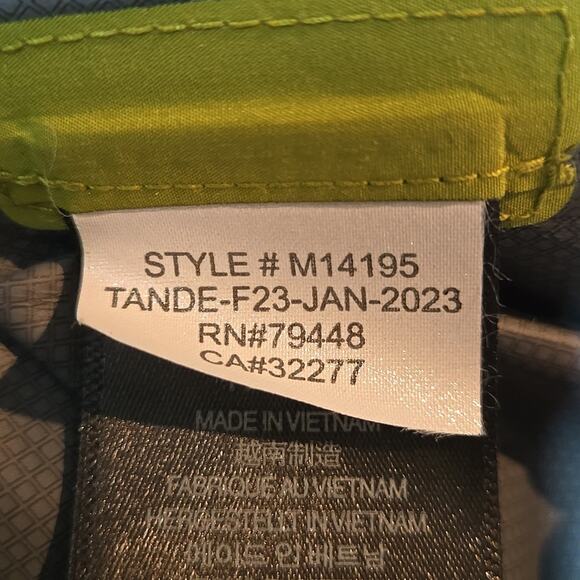 STYLE # M14195
TANDE-F23-JAN-2023
RN#79448
CA#32277
MADE IN VIETNAM
越南制造
FABRIQUE AU VIETNAM
HERGESTELLT IN VIETNAM
메이드 인 베트남